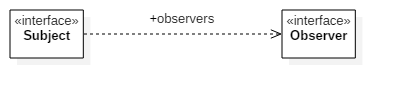 «interface»
Subject
+observers
«interface»
Observer